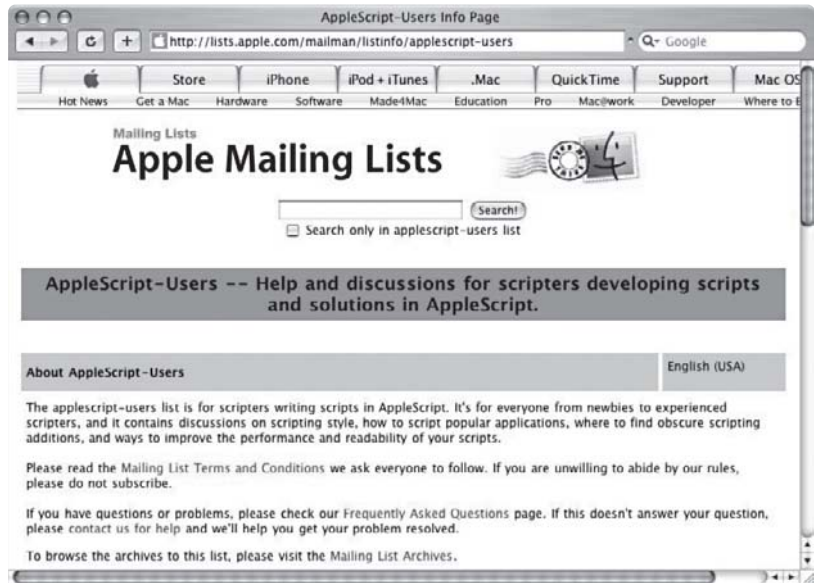 AppleScript-Users Info Page
http://lists.apple.com/mailman/listinfo/applescript-users
Google
Store iPhone iPod + iTunes .Mac QuickTime Support Mac OS
Hot News Get a Mac Hardware Software Made4Mac Education Pro Mac@work Developer Where to B
Mailing Lists
Apple Mailing Lists
Search!
Search only in applescript-users list
AppleScript-Users -- Help and discussions for scripters developing scripts
and solutions in AppleScript.
About AppleScript-Users
English (USA)
The applescript-users list is for scripters writing scripts in AppleScript. It's for everyone from newbies to experienced
scripters, and it contains discussions on scripting style, how to script popular applications, where to find obscure scripting
additions, and ways to improve the performance and readability of your scripts.
Please read the Mailing List Terms and Conditions we ask everyone to follow. If you are unwilling to abide by our rules,
please do not subscribe.
If you have questions or problems, please check our Frequently Asked Questions page. If this doesn't answer your question,
please contact us for help and we'll help you get your problem resolved.
To browse the archives to this list, please visit the Mailing List Archives.